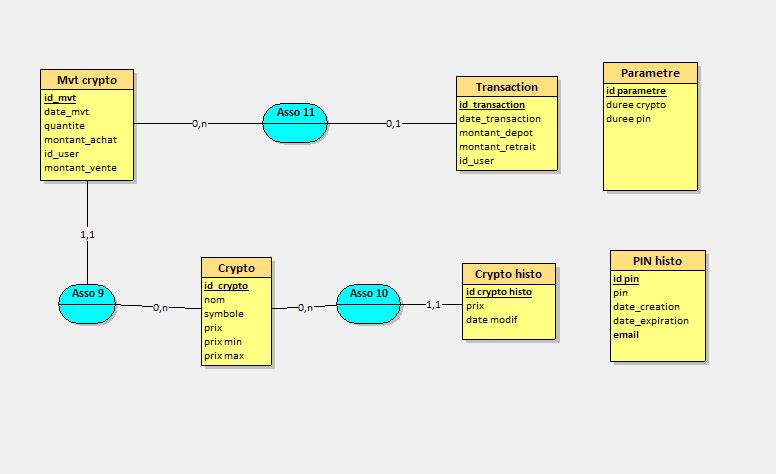 Mvt crypto
id_mvt
date_mvt
quantite
montant_achat
id_user
montant_vente
0,n
Asso 11
0,1
Transaction
id_transaction
date_transaction
montant_depot
montant_retrait
id_user
Parametre
id parametre
duree crypto
duree pin
1,1
Asso 9
0,n
Crypto
id_crypto
nom
symbole
prix
prix min
prix max
0,n
Asso 10
1,1
Crypto histo
id crypto histo
prix
date modif
PIN histo
id pin
pin
date_creation
date_expiration
email